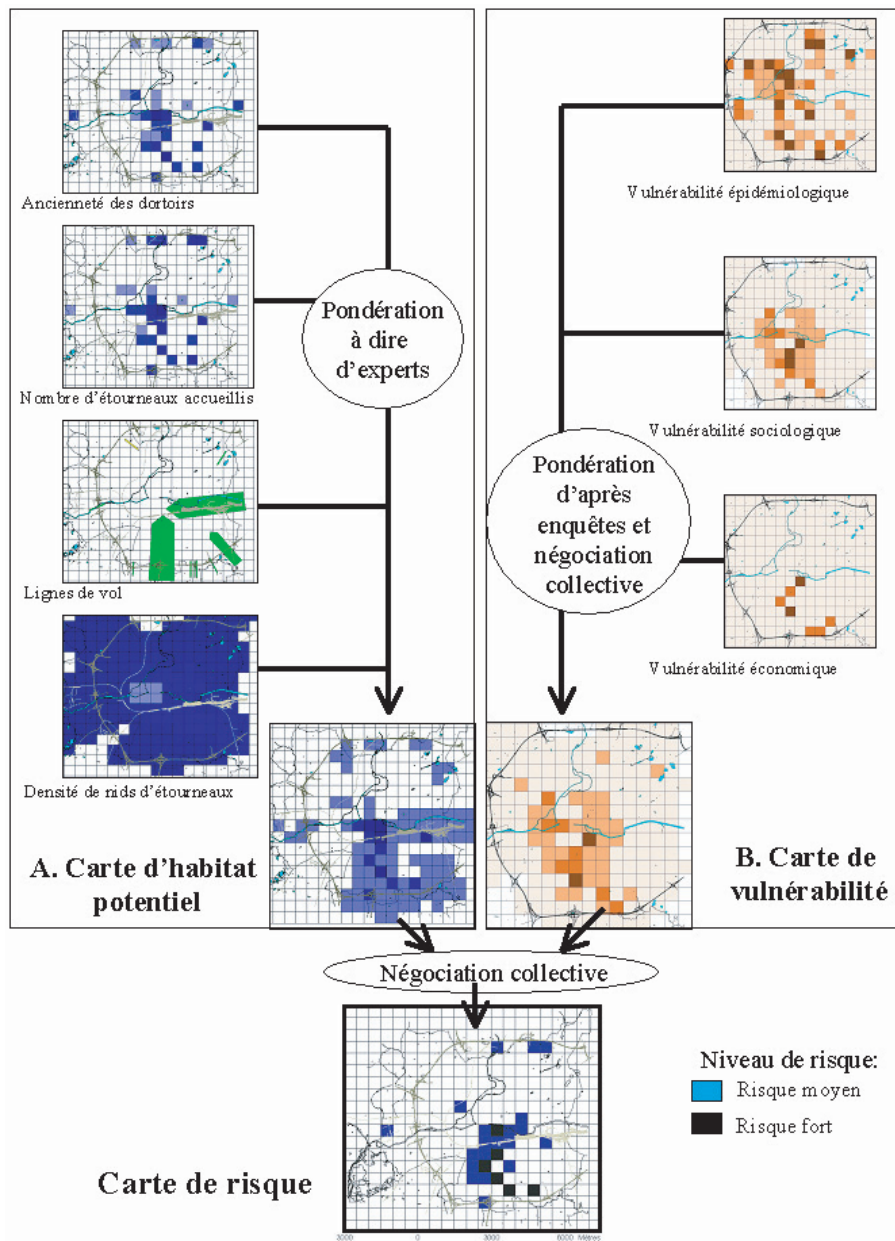 Ancienneté des dortoirs
Nombre d'étourneaux accueillis
Lignes de vol
Densité de nids d'étourneaux
Pondération
à dire
d'experts
A. Carte d'habitat
potentiel
Vulnérabilité épidémiologique
Vulnérabilité sociologique
Vulnérabilité économique
Pondération
d'après
enquêtes et
négociation
collective
B. Carte de
vulnérabilité
Négociation collective
Carte de risque
Niveau de risque:
Risque moyen
Risque fort
3000 0 3000 6000 Mètres